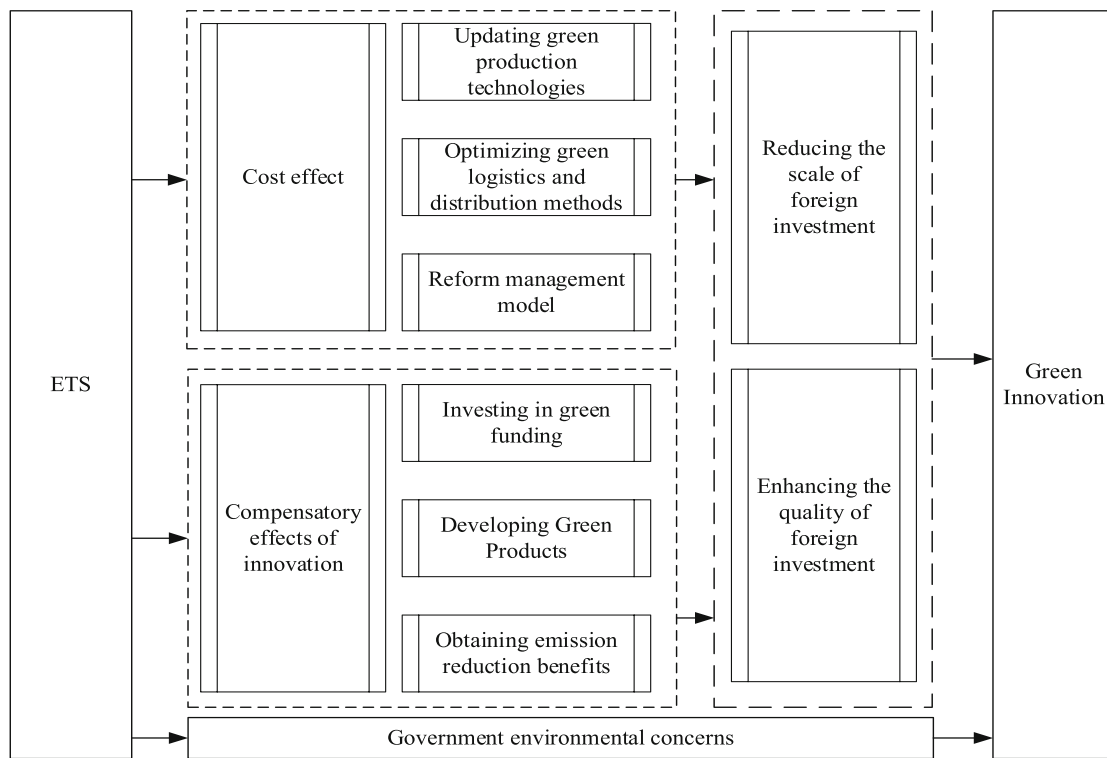 ETS
Cost effect
Updating green
production
technologies
Optimizing green
logistics and
distribution methods
Reform management
model
Compensatory
effects of
innovation
Investing in green
funding
Developing Green
Products
Obtaining emission
reduction benefits
Reducing the
scale of
foreign
investment
Enhancing the
quality of
foreign
investment
Green
Innovation
Government environmental concerns